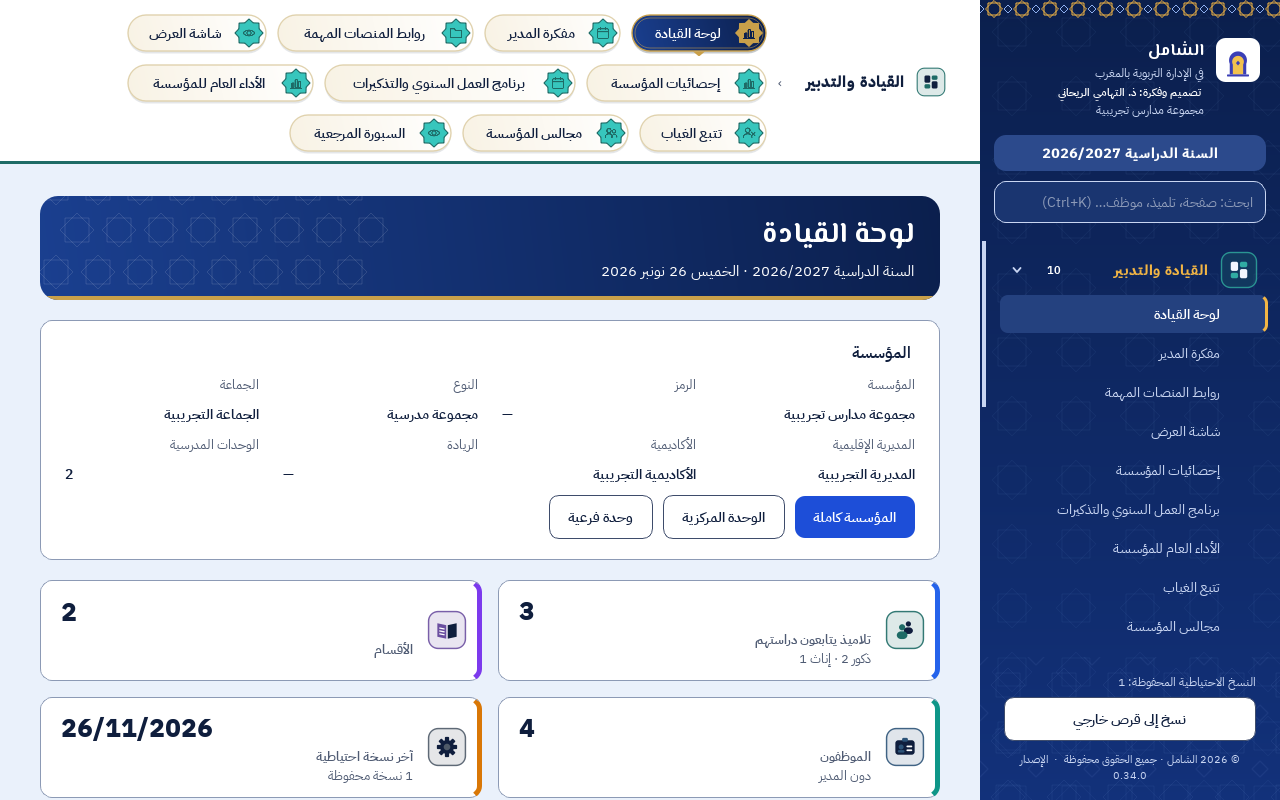 الشامل
في الإدارة التربوية بالمغرب
تصميم وفكرة: ذ. التهامي الريحاني
مجموعة مدارس تجريبية
السنة الدراسية 2026/2027
ابحث: صفحة، تلميذ، موظف... (Ctrl+K)
القيادة والتدبير 10
لوحة القيادة
مفكرة المدير
روابط المنصات المهمة
شاشة العرض
إحصائيات المؤسسة
برنامج العمل السنوي والتذكيرات
الأداء العام للمؤسسة
تتبع الغياب
مجالس المؤسسة
النسخ الاحتياطية المحفوظة: 1
نسخ إلى قرص خارجي
© 2026 الشامل · جميع الحقوق محفوظة · الإصدار
0.34.0
القيادة والتدبير ‹
لوحة القيادة مفكرة المدير روابط المنصات المهمة شاشة العرض
إحصائيات المؤسسة برنامج العمل السنوي والتذكيرات الأداء العام للمؤسسة
تتبع الغياب مجالس المؤسسة السبورة المرجعية
لوحة القيادة
السنة الدراسية 2026/2027 · الخميس 26 نونبر 2026
المؤسسة
المؤسسة الرمز النوع الجماعة
مجموعة مدارس تجريبية — مجموعة مدرسية الجماعة التجريبية
المديرية الإقليمية الأكاديمية الريادة الوحدات المدرسية
المديرية التجريبية الأكاديمية التجريبية — 2
المؤسسة كاملة الوحدة المركزية وحدة فرعية
3
تلاميذ يتابعون دراستهم
ذكور 2 · إناث 1
2
الأقسام
4
الموظفون
دون المدير
26/11/2026
آخر نسخة احتياطية
1 نسخة محفوظة